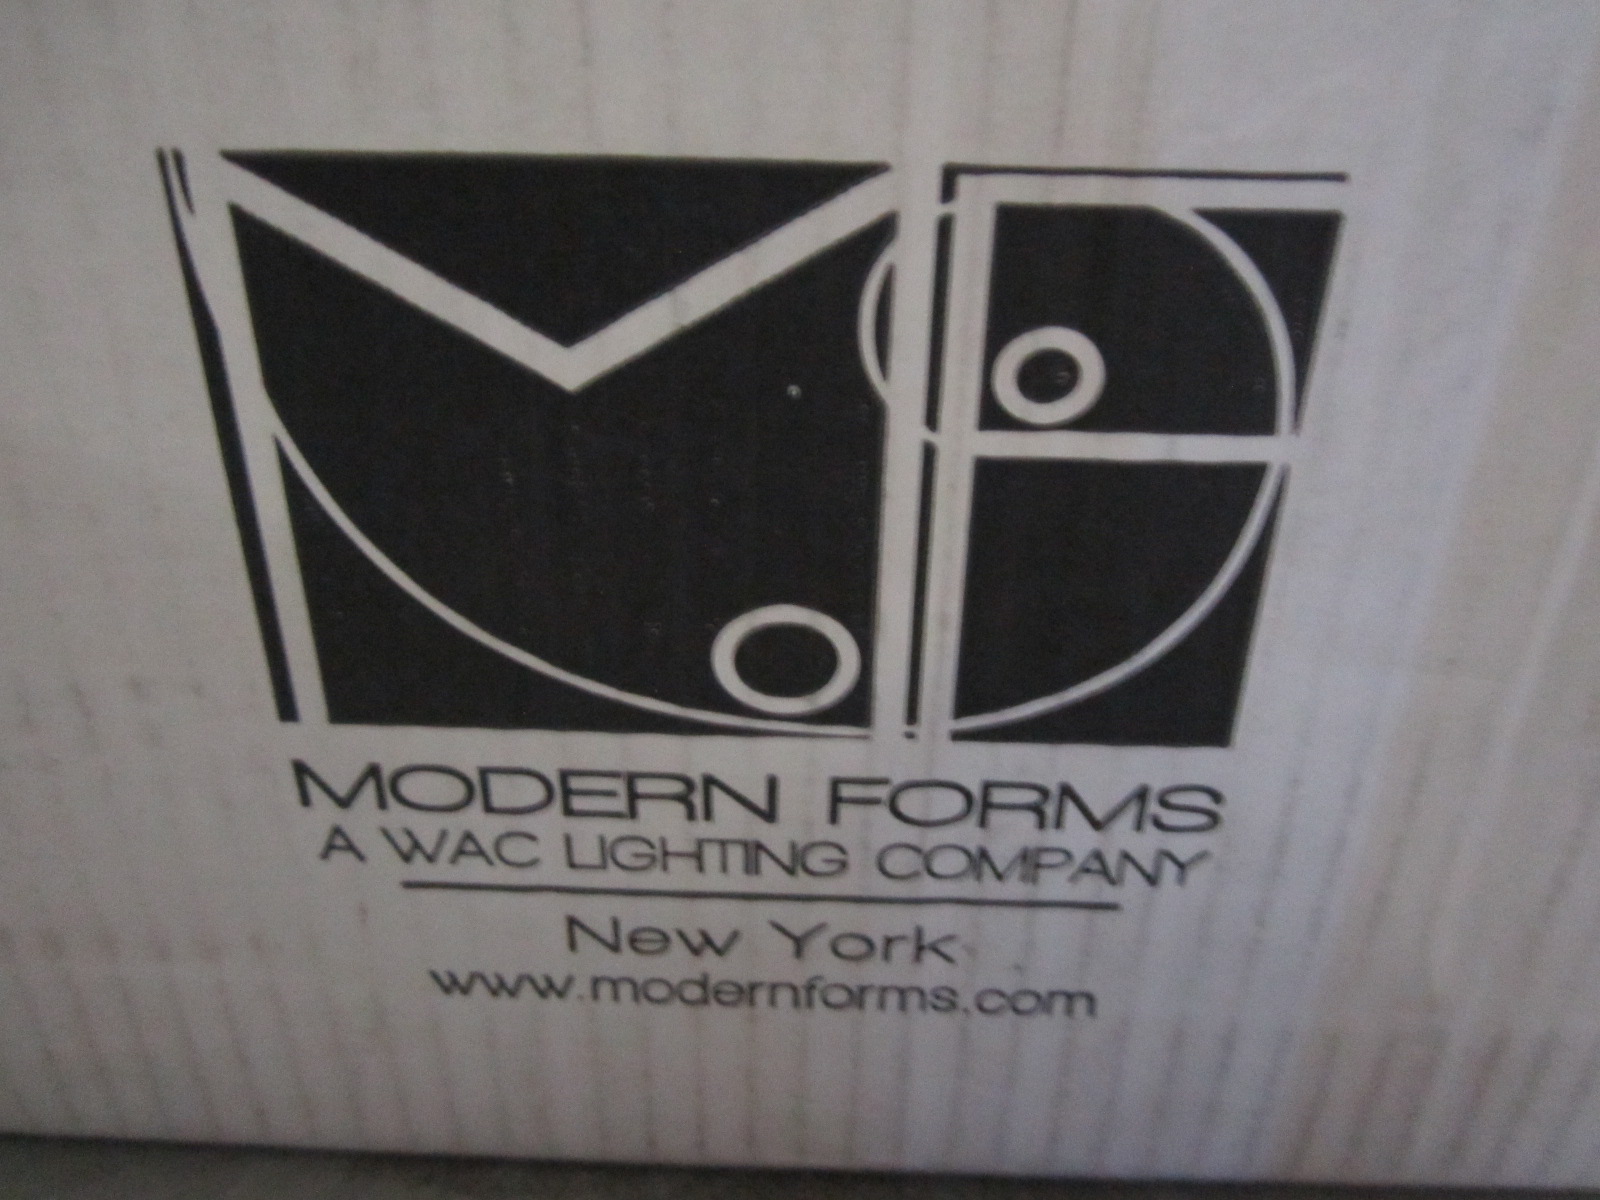 MODERN FORMS
A WAC LIGHTING COMPANY
New York
www.modernforms.com